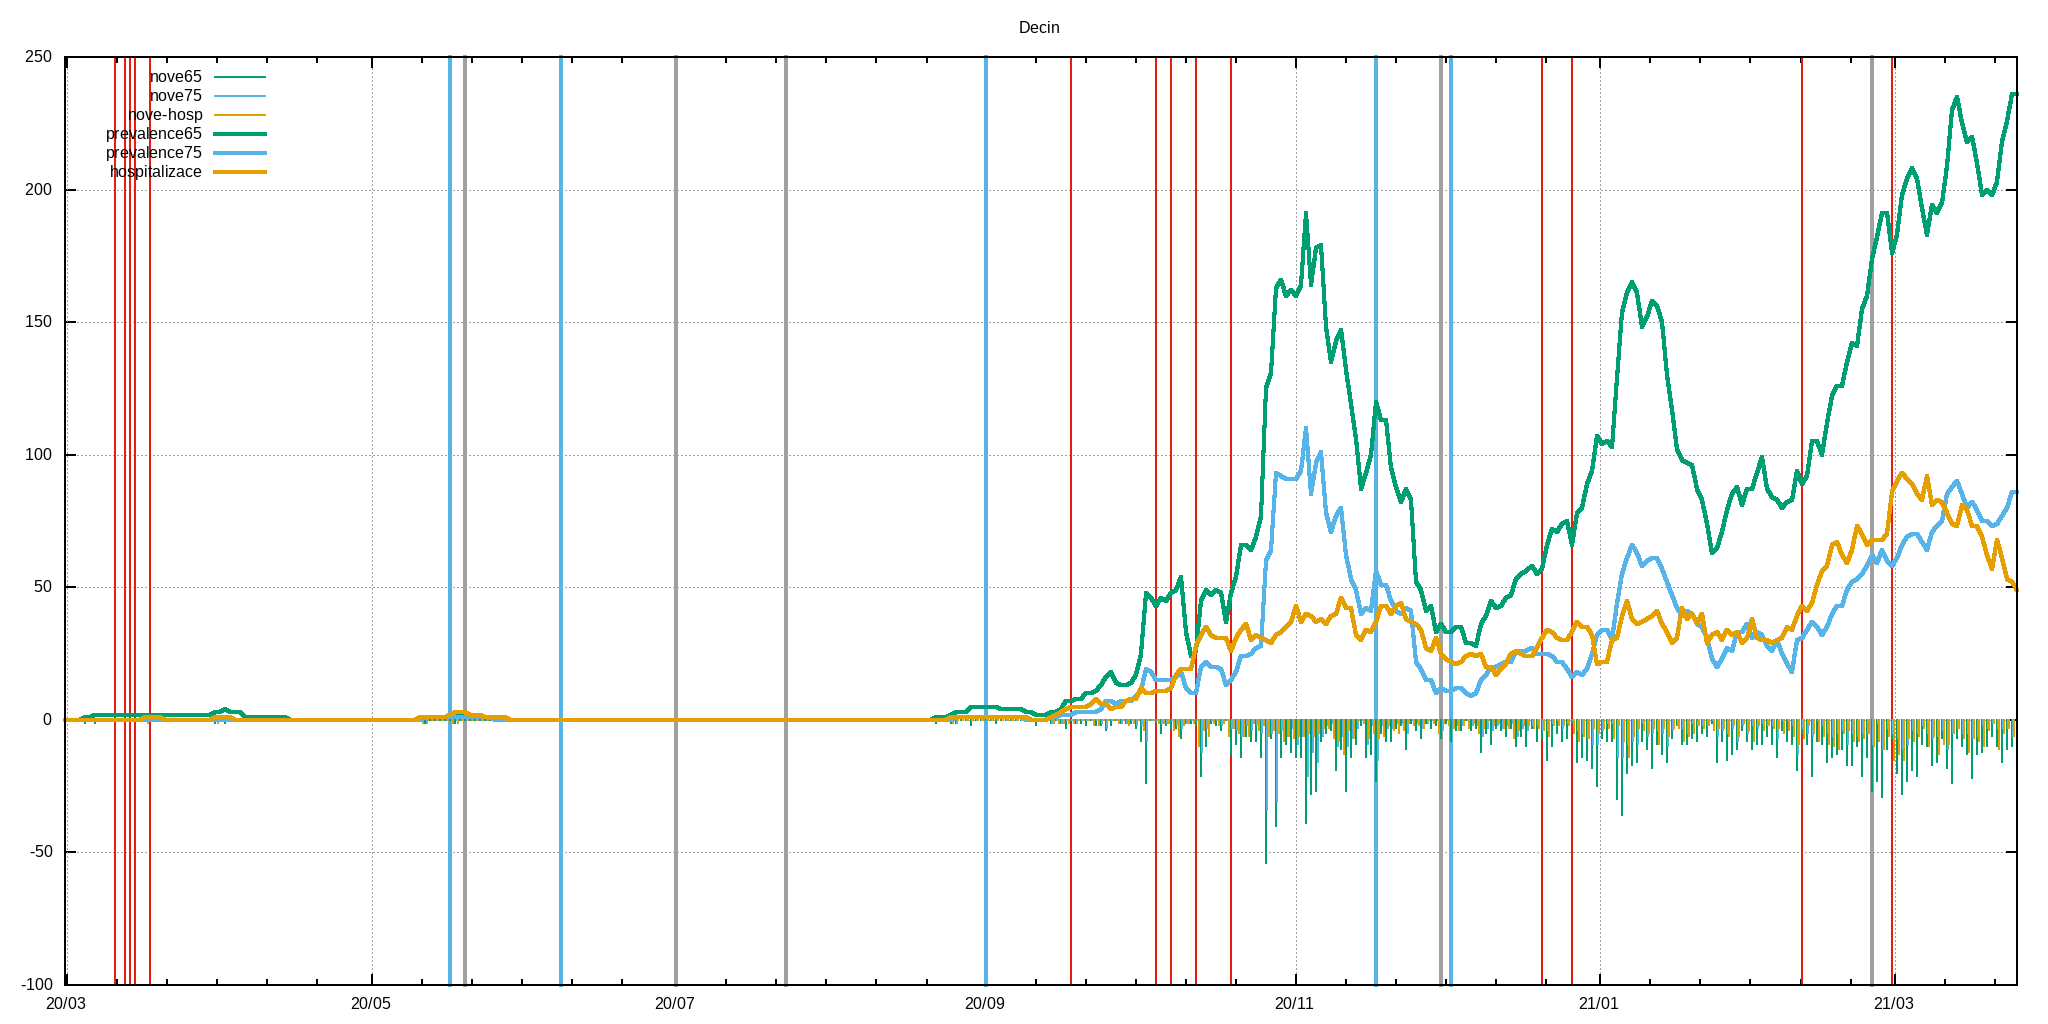 Decin
250
nove65
nove75
nove-hosp
prevalence65
prevalence75
hospitalizace
200
150
100
50
0
-50
-100
20/03 20/05 20/07 20/09 20/11 21/01 21/03